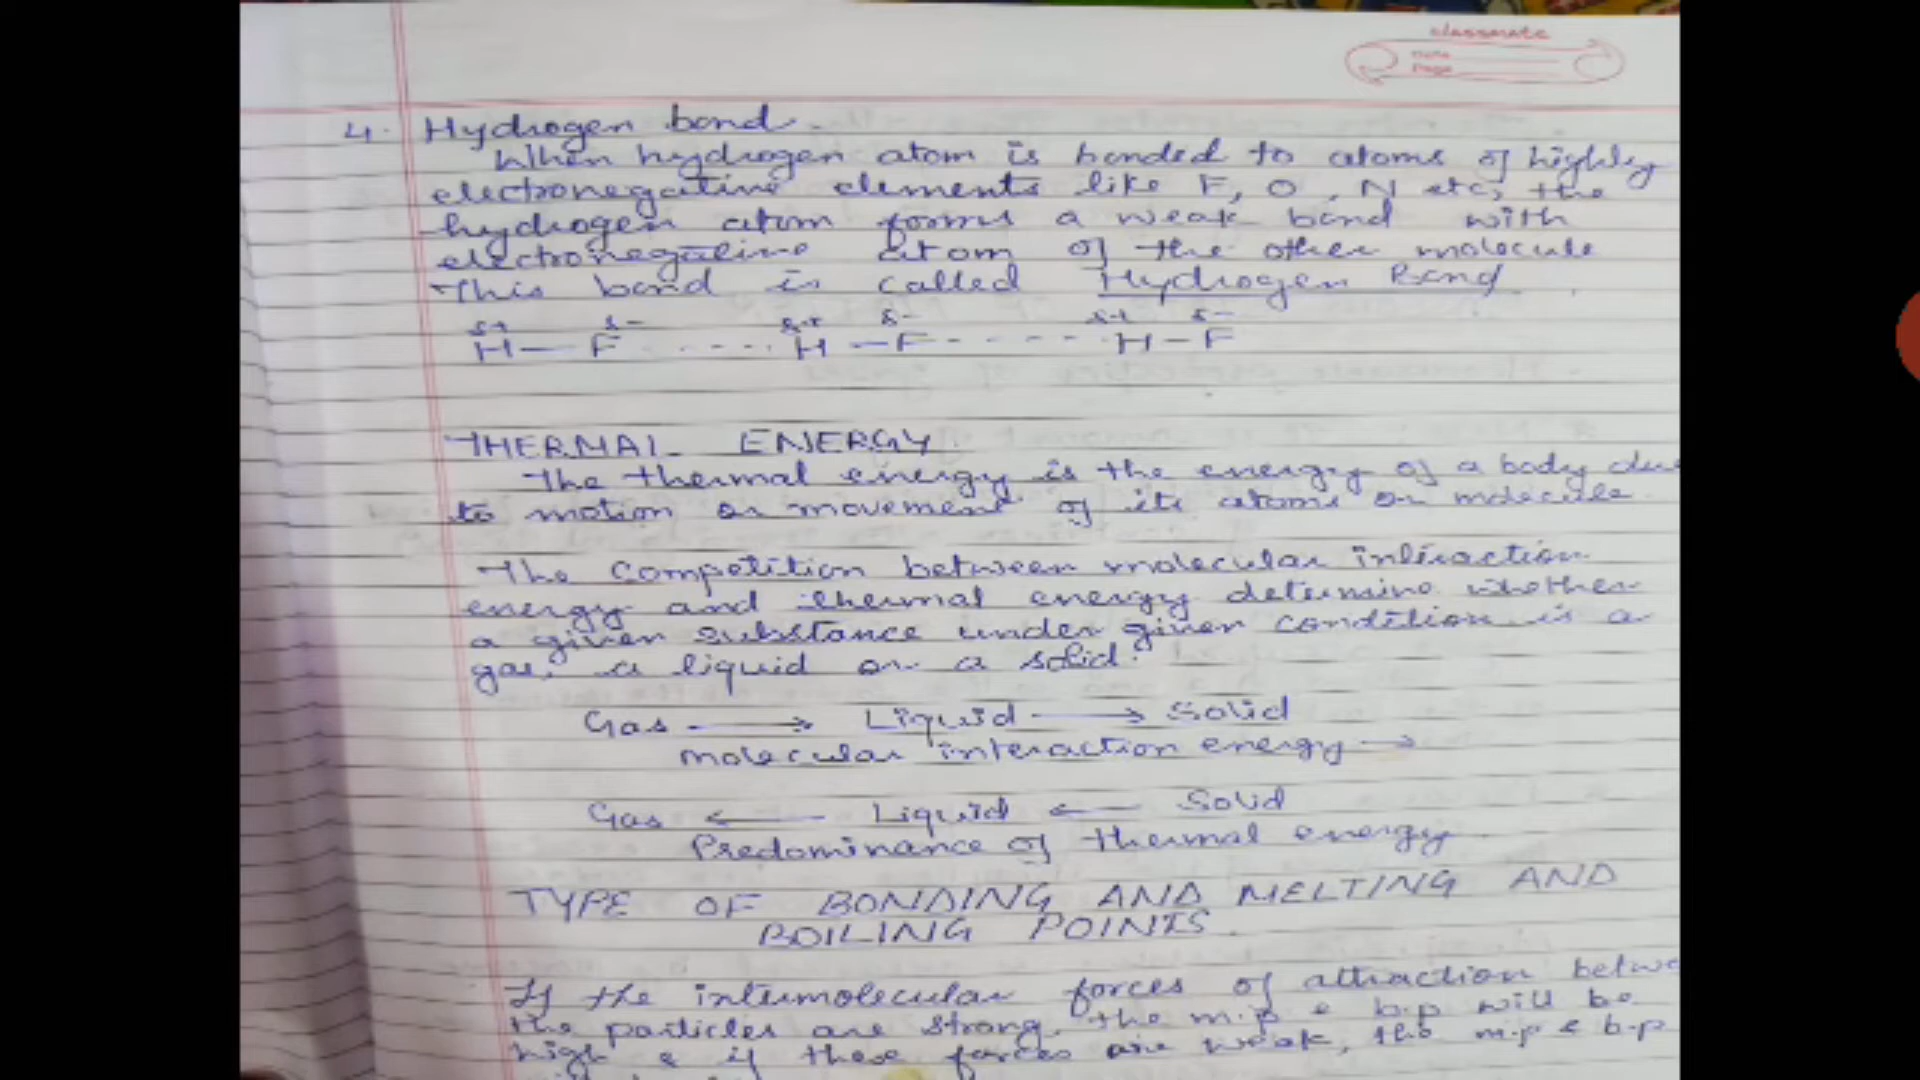 classmate
Date
Page
4. Hydrogen bond.
When hydrogen atom is bonded to atoms of highly
electronegative elements like F, O, N etc, the
hydrogen atom forms a weak bond with
electronegative atom of the other molecule
This bond is called Hydrogen Bond
δ+ δ- δ+ δ- δ+ δ-
H — F ------ H — F ------ H – F
THERMAL ENERGY
The thermal energy is the energy of a body due
to motion or movement of its atoms or molecule
The competition between molecular interaction
energy and thermal energy determine whether
a given substance under given condition is a
gas, a liquid or a solid.
Gas → Liquid → Solid
molecular interaction energy →
Gas ← Liquid ← Solid
Predominance of thermal energy
TYPE OF BONDING AND MELTING AND
BOILING POINTS.
If the intermolecular forces of attraction betwe
the particles are strong, the m.p & b.p will be
high & if these forces are weak, the m.p & b.p